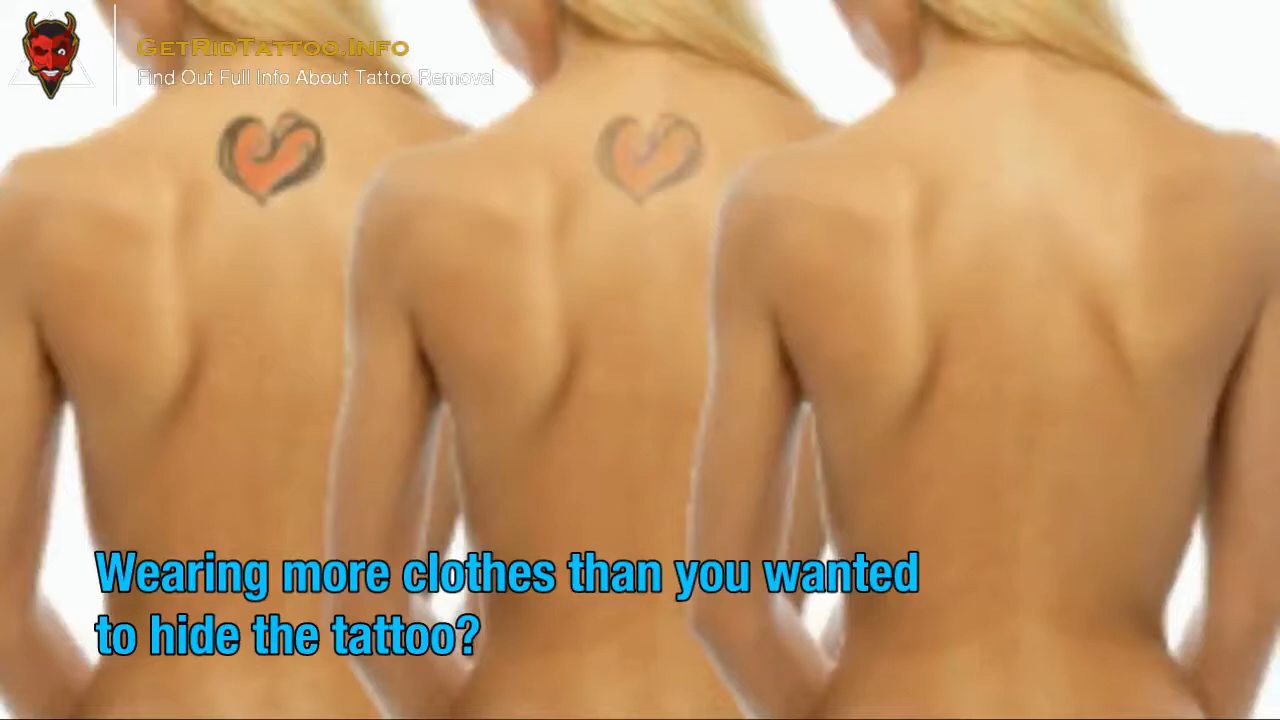 GetRidTattoo.Info
Find Out Full Info About Tattoo Removal
Wearing more clothes than you wanted
to hide the tattoo?